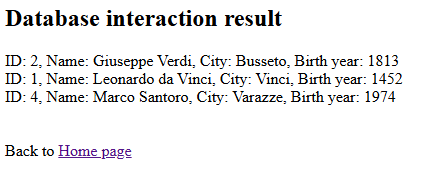 Database interaction result
ID: 2, Name: Giuseppe Verdi, City: Busseto, Birth year: 1813
ID: 1, Name: Leonardo da Vinci, City: Vinci, Birth year: 1452
ID: 4, Name: Marco Santoro, City: Varazze, Birth year: 1974
Back to Home page